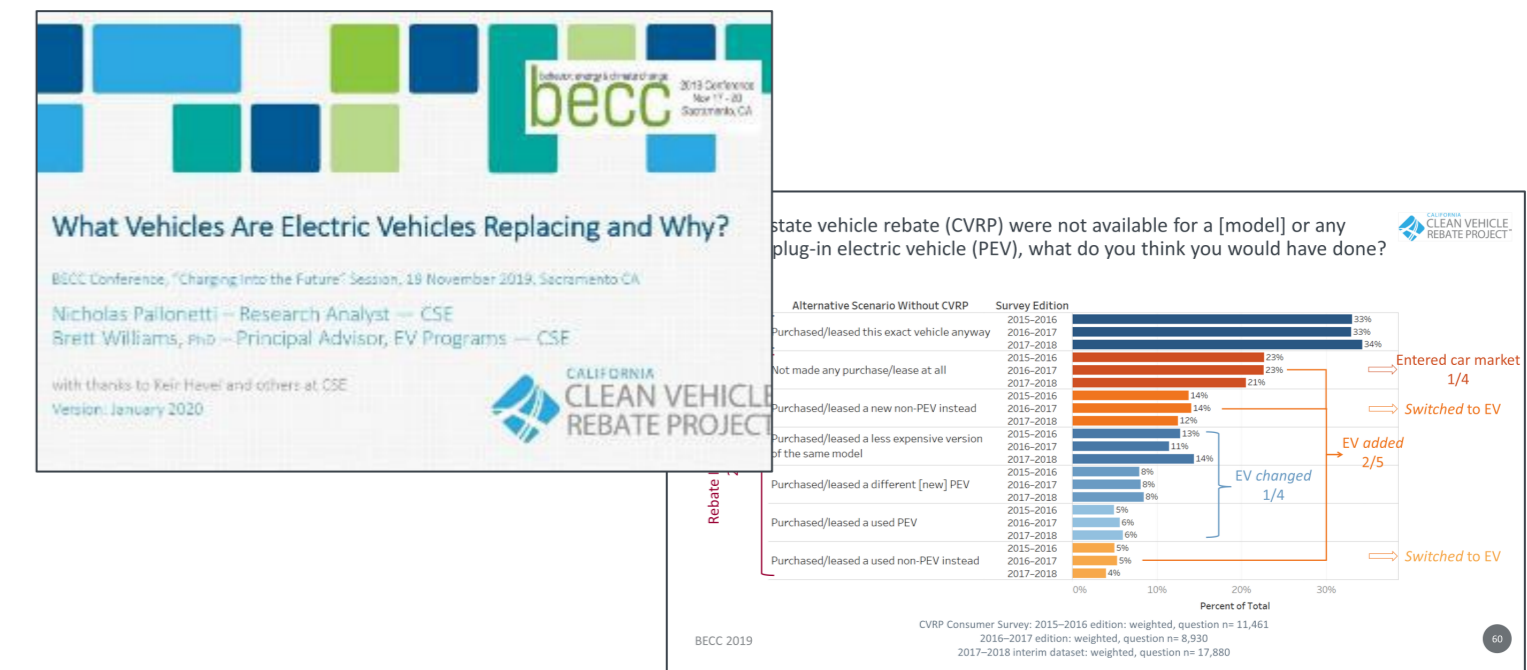 behavior, energy & climate change
becc
2019 Conference
Nov 17 - 20
Sacramento, CA
What Vehicles Are Electric Vehicles Replacing and Why?
BECC Conference, "Charging Into the Future" Session, 19 November 2019, Sacramento CA
Nicholas Pallonetti – Research Analyst — CSE
Brett Williams, PhD – Principal Advisor, EV Programs — CSE
with thanks to Keir Havel and others at CSE
Version: January 2020
CALIFORNIA
CLEAN VEHICLE
REBATE PROJECT
state vehicle rebate (CVRP) were not available for a [model] or any
plug-in electric vehicle (PEV), what do you think you would have done?
CALIFORNIA
CLEAN VEHICLE
REBATE PROJECT™
Alternative Scenario Without CVRP Survey Edition
Purchased/leased this exact vehicle anyway
2015–2016 33%
2016–2017 33%
2017–2018 34%
Not made any purchase/lease at all
2015–2016 23%
2016–2017 23%
2017–2018 21%
Entered car market
1/4
Purchased/leased a new non-PEV instead
2015–2016 14%
2016–2017 14%
2017–2018 12%
Switched to EV
Purchased/leased a less expensive version
of the same model
2015–2016 13%
2016–2017 11%
2017–2018 14%
EV added
2/5
Purchased/leased a different [new] PEV
2015–2016 8%
2016–2017 8%
2017–2018 8%
EV changed
1/4
Purchased/leased a used PEV
2015–2016 5%
2016–2017 6%
2017–2018 6%
Purchased/leased a used non-PEV instead
2015–2016 5%
2016–2017 5%
2017–2018 4%
Switched to EV
Rebate
0% 10% 20% 30%
Percent of Total
CVRP Consumer Survey: 2015–2016 edition: weighted, question n= 11,461
2016–2017 edition: weighted, question n= 8,930
2017–2018 interim dataset: weighted, question n= 17,880
BECC 2019
60